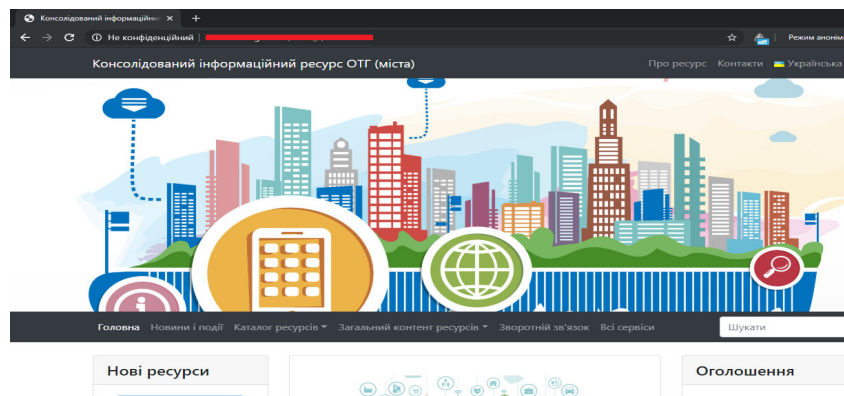 Консолідований інформаційн
Не конфіденційний
Режим анонім
Консолідований інформаційний ресурс ОТГ (міста)
Про ресурс Контакти Українська
Головна Новини і події Каталог ресурсів Загальний контент ресурсів Зворотній зв'язок Всі сервіси Шукати
Нові ресурси
Оголошення